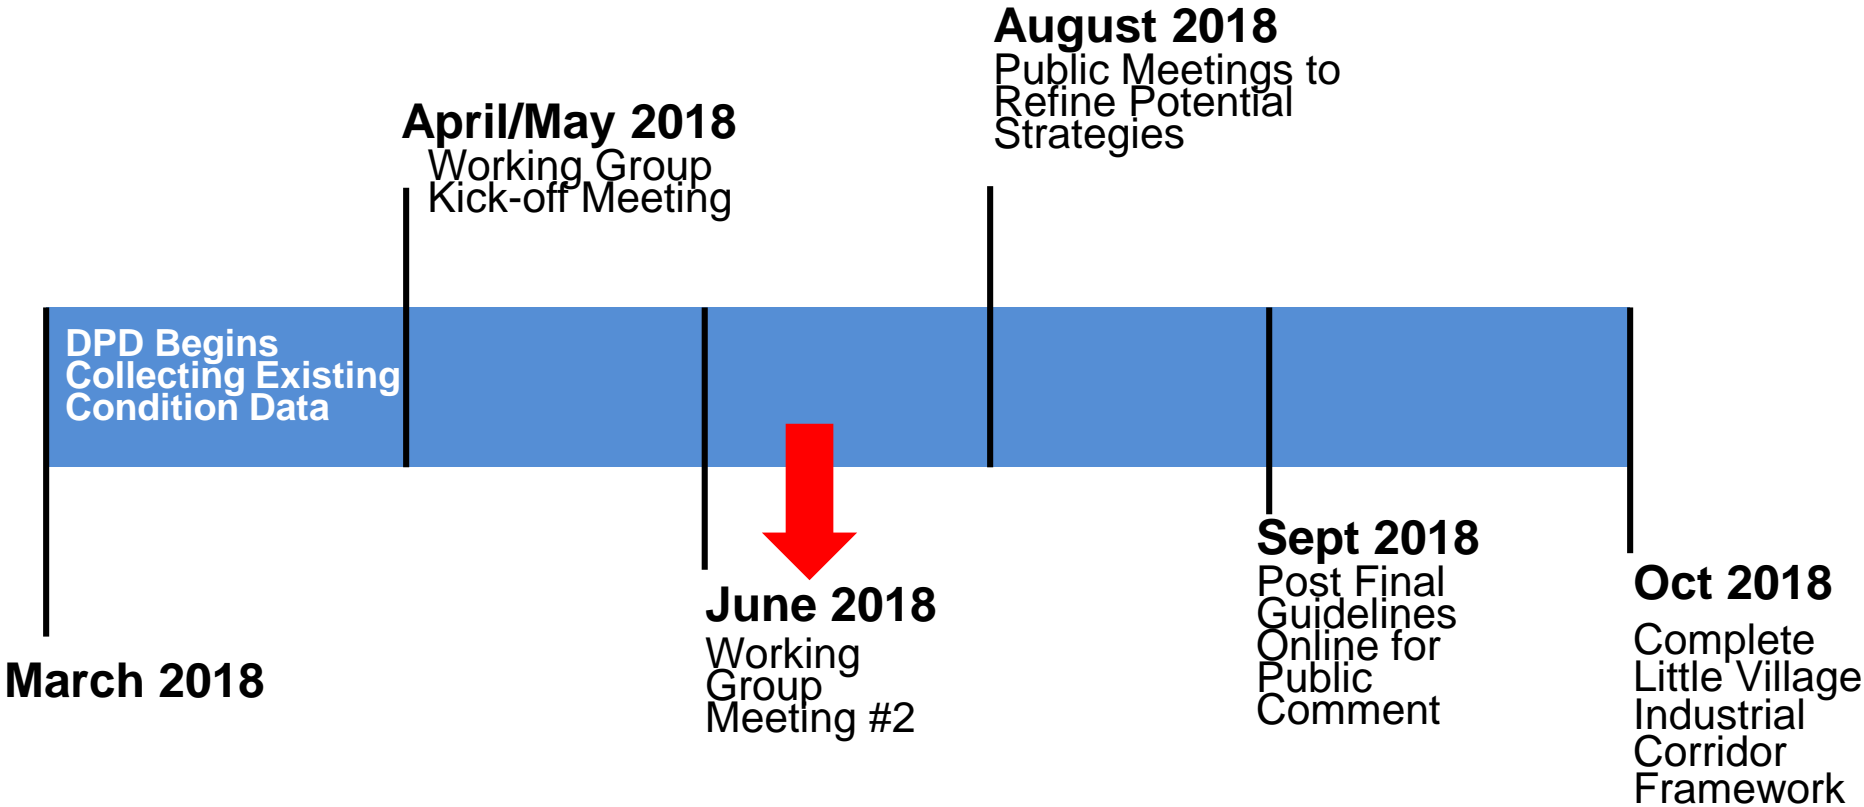 August 2018
Public Meetings to
Refine Potential
Strategies
April/May 2018
Working Group
Kick-off Meeting
DPD Begins
Collecting Existing
Condition Data
March 2018
June 2018
Working
Group
Meeting #2
Sept 2018
Post Final
Guidelines
Online for
Public
Comment
Oct 2018
Complete
Little Village
Industrial
Corridor
Framework